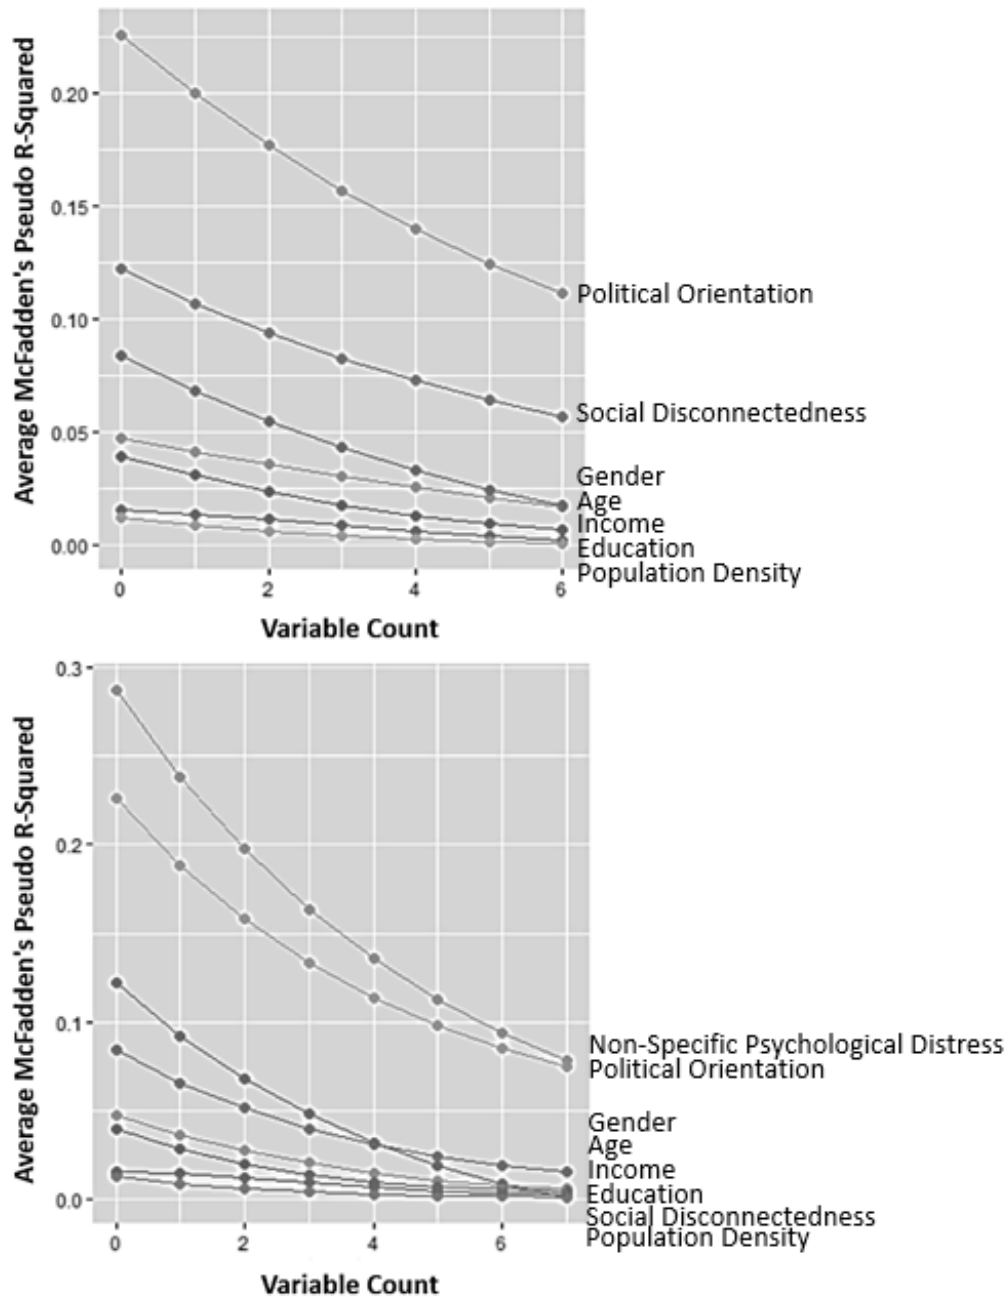 Average McFadden's Pseudo R-Squared
0.20
0.15
0.10
0.05
0.00
Political Orientation
Social Disconnectedness
Gender
Age
Income
Education
Population Density
0 2 4 6
Variable Count
Average McFadden's Pseudo R-Squared
0.3
0.2
0.1
0.0
Non-Specific Psychological Distress
Political Orientation
Gender
Age
Income
Education
Social Disconnectedness
Population Density
0 2 4 6
Variable Count